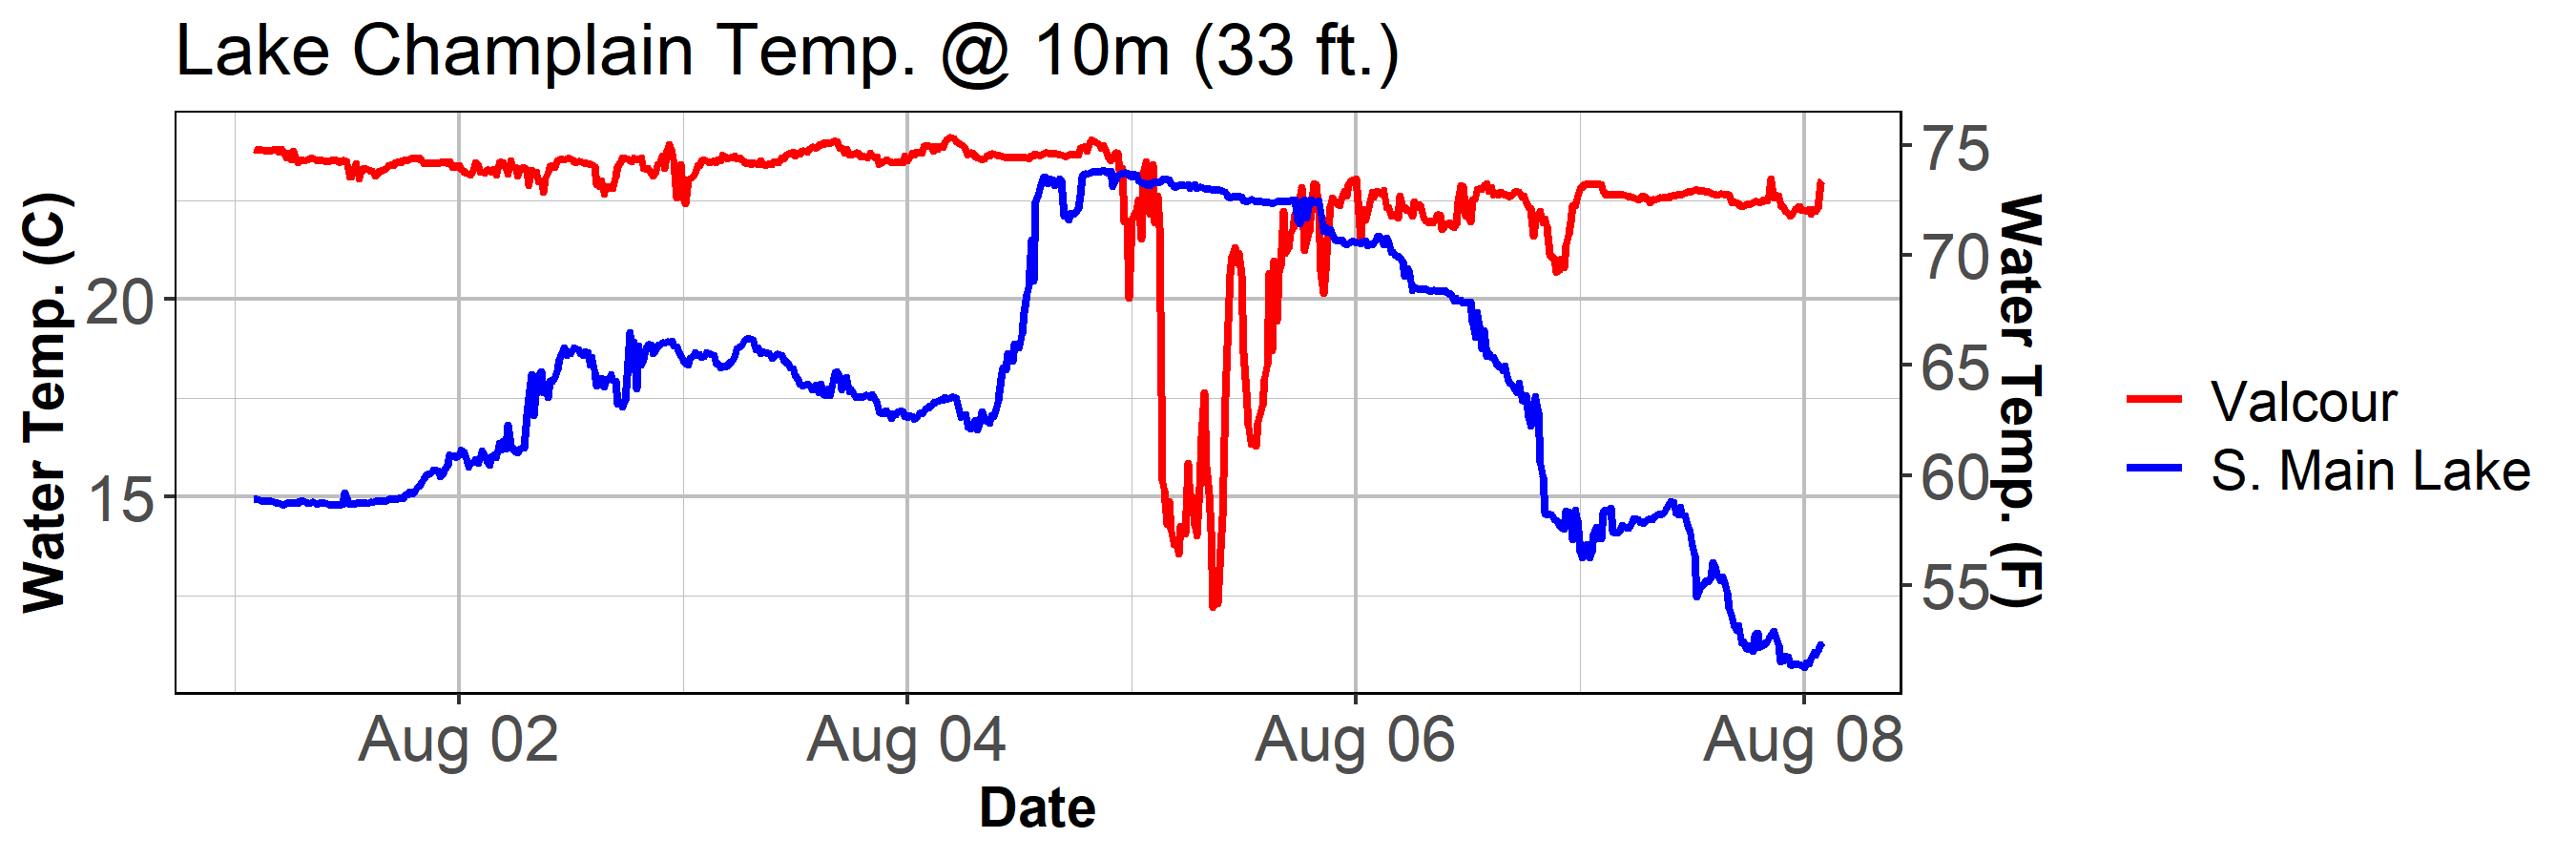 Lake Champlain Temp. @ 10m (33 ft.)
Water Temp. (C)
20
15
75
70
65
60
55
Water Temp. (F)
Aug 02
Aug 04
Aug 06
Aug 08
Date
Valcour
S. Main Lake